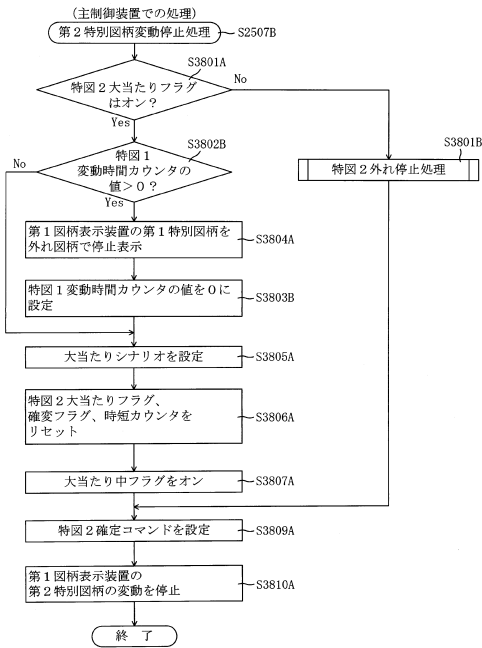 (主制御装置での処理)
第2特別図柄変動停止処理
S2507B
S3801A
特図2大当たりフラグ
はオン?
No
Yes
S3802B
特図1
変動時間カウンタの
値>0?
No
Yes
S3801B
特図2外れ停止処理
第1図柄表示装置の第1特別図柄を
外れ図柄で停止表示
S3804A
特図1変動時間カウンタの値を0に
設定
S3803B
大当たりシナリオを設定
S3805A
特図2大当たりフラグ、
確変フラグ、時短カウンタを
リセット
S3806A
大当たり中フラグをオン
S3807A
特図2確定コマンドを設定
S3809A
第1図柄表示装置の
第2特別図柄の変動を停止
S3810A
終 了